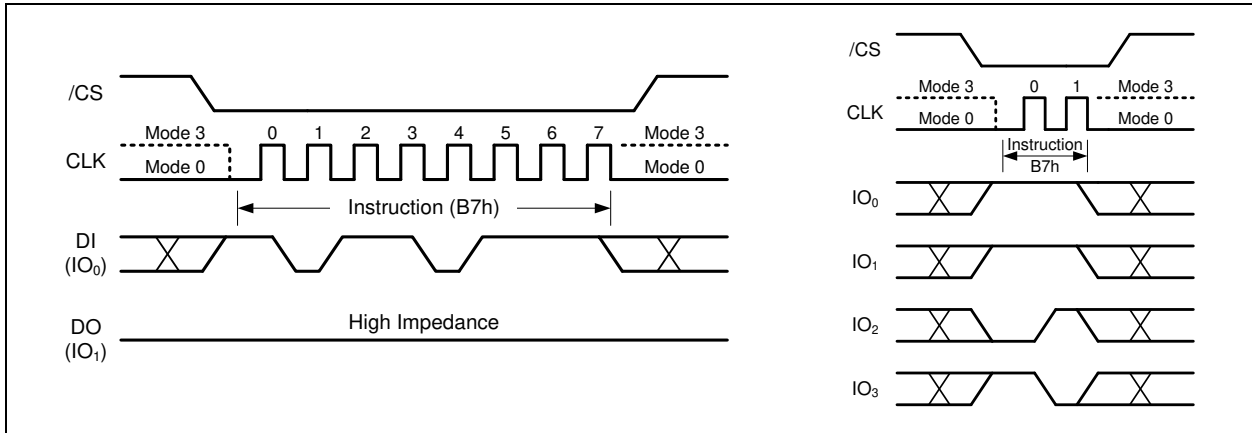 /CS
Mode 3 0 1 2 3 4 5 6 7 Mode 3
CLK
Mode 0 Mode 0
Instruction (B7h)
DI
(IO₀)
DO
(IO₁)
High Impedance
/CS
Mode 3 0 1 Mode 3
CLK
Mode 0 Mode 0
Instruction
B7h
IO₀
IO₁
IO₂
IO₃